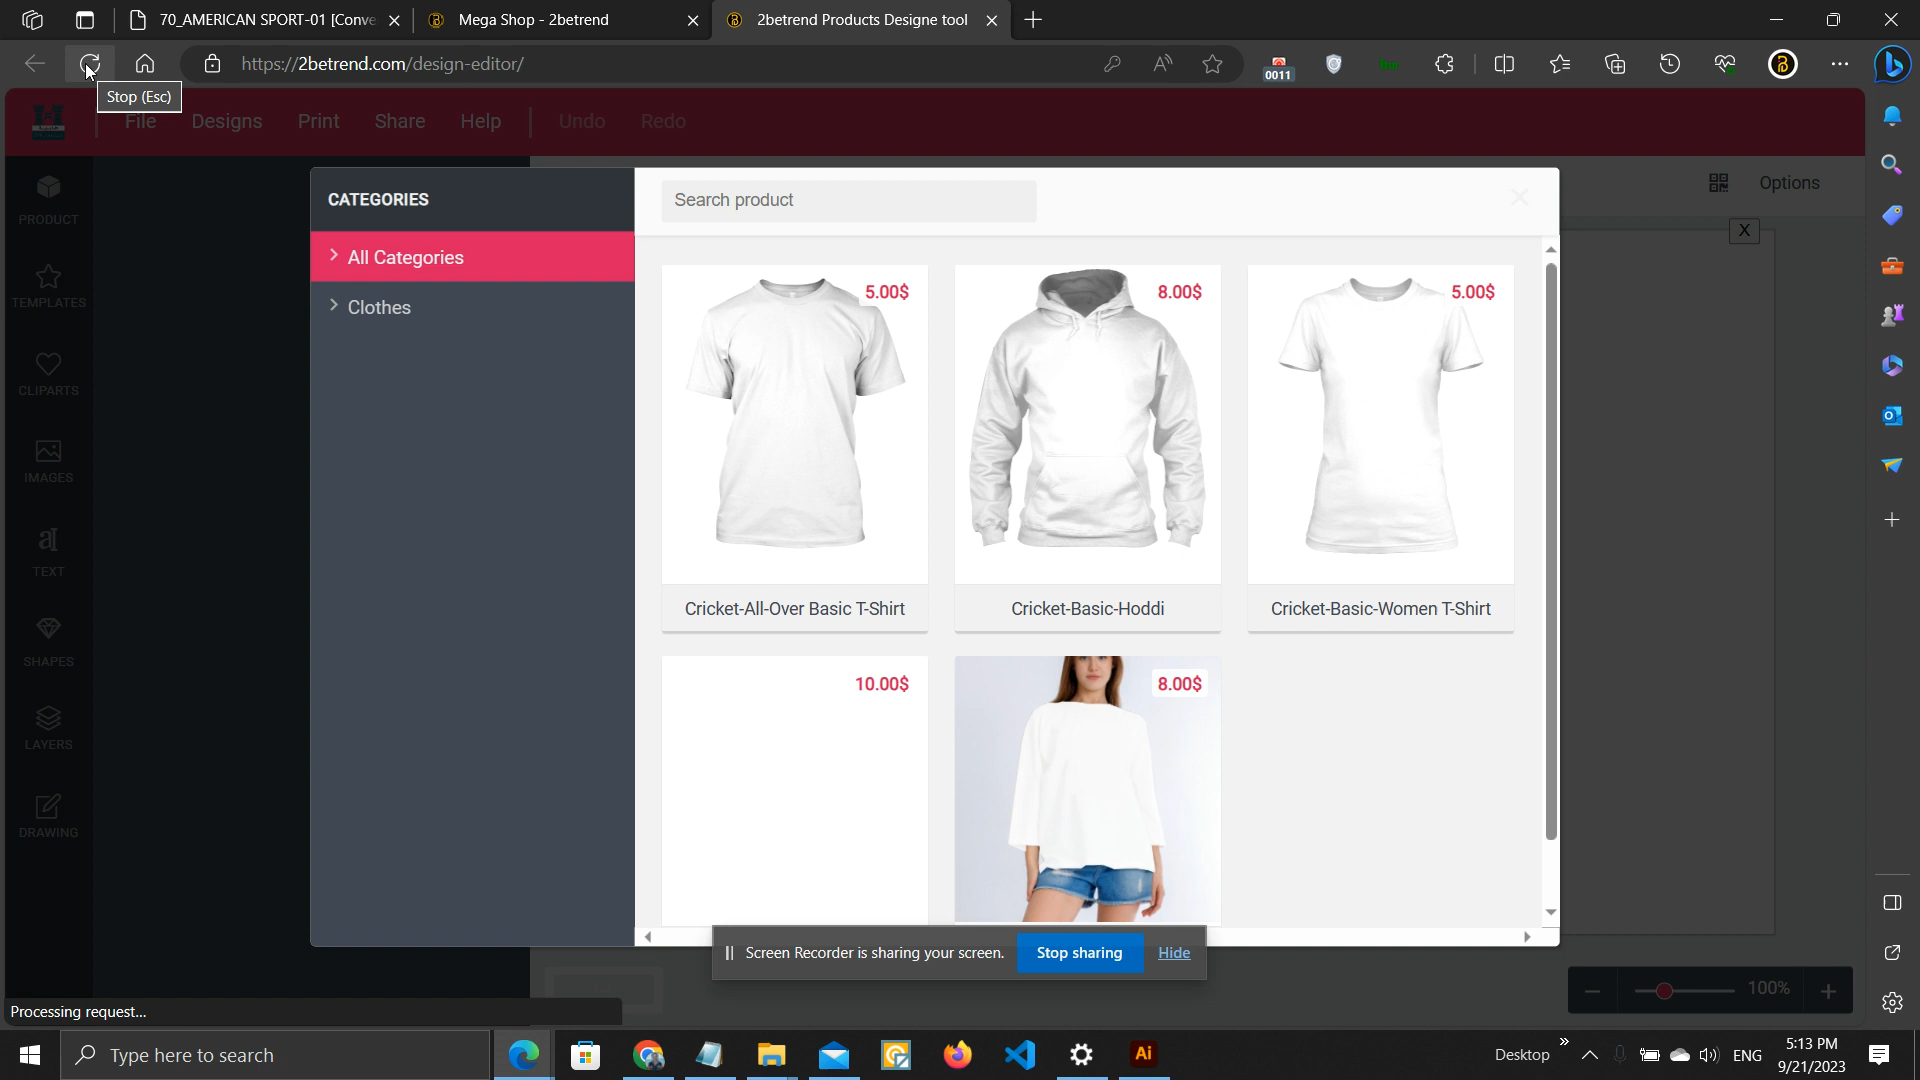 70_AMERICAN SPORT-01 [Conve
Mega Shop - 2betrend
2betrend Products Designe tool
https://2betrend.com/design-editor/
0011
Stop (Esc)
File
Designs
Print
Share
Help
Undo
Redo
CATEGORIES
Search product
Options
X
PRODUCT
TEMPLATES
CLIPARTS
IMAGES
TEXT
SHAPES
LAYERS
DRAWING
All Categories
Clothes
5.00$
8.00$
5.00$
Cricket-All-Over Basic T-Shirt
Cricket-Basic-Hoddi
Cricket-Basic-Women T-Shirt
10.00$
8.00$
Screen Recorder is sharing your screen.
Stop sharing
Hide
100%
Processing request...
Type here to search
Ai
Desktop
ENG
5:13 PM
9/21/2023